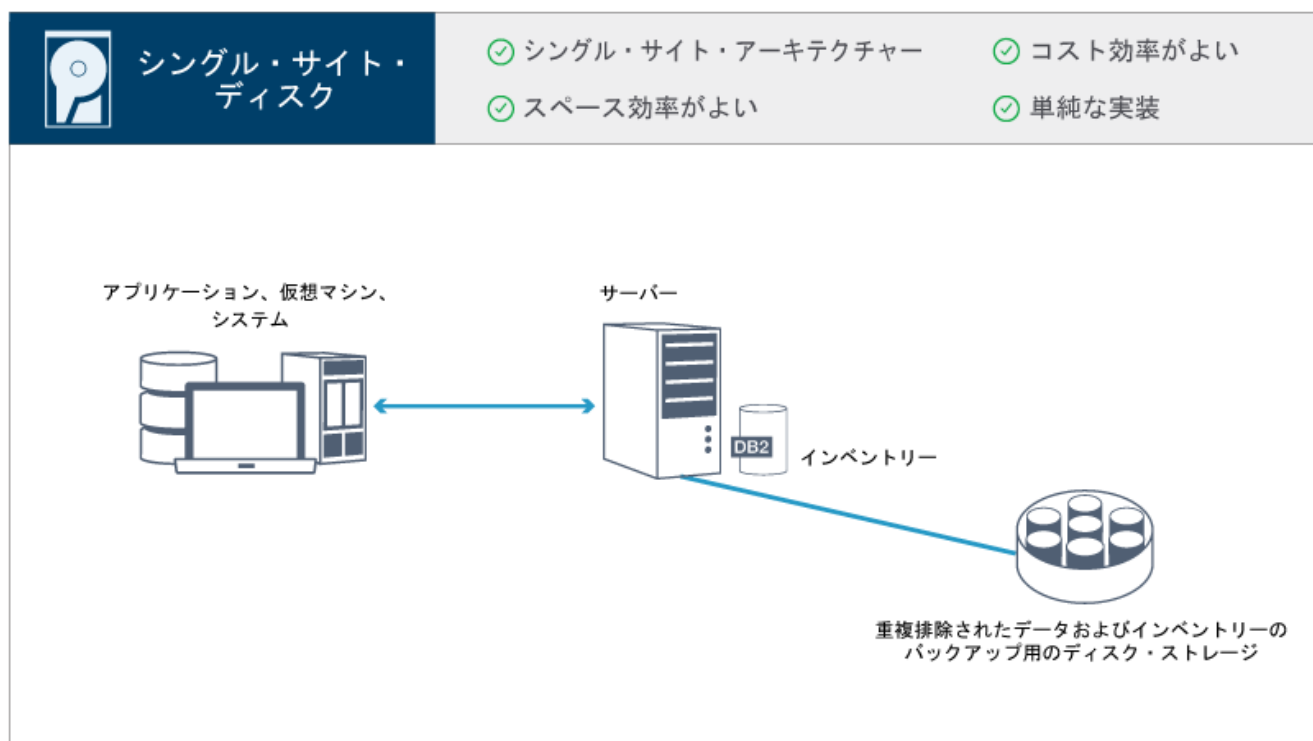 シングル・サイト・
ディスク
シングル・サイト・アーキテクチャー
コスト効率がよい
スペース効率がよい
単純な実装
アプリケーション、仮想マシン、
システム
サーバー
DB2
インベントリー
重複排除されたデータおよびインベントリーの
バックアップ用のディスク・ストレージ